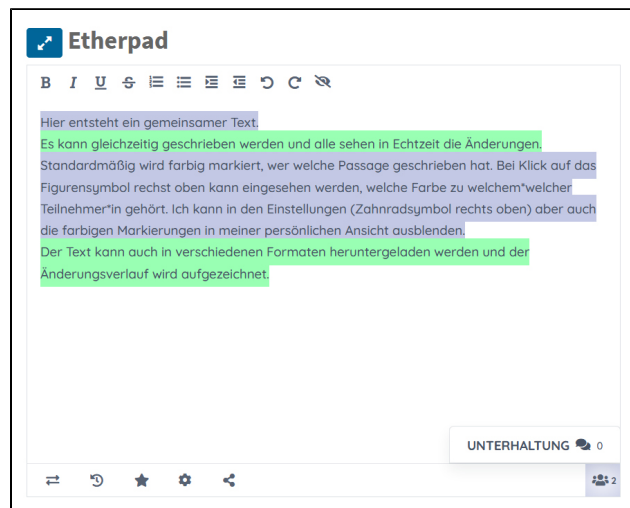 Etherpad
B I U S
Hier entsteht ein gemeinsamer Text.
Es kann gleichzeitig geschrieben werden und alle sehen in Echtzeit die Änderungen.
Standardmäßig wird farbig markiert, wer welche Passage geschrieben hat. Bei Klick auf das
Figurensymbol rechst oben kann eingesehen werden, welche Farbe zu welchem*welcher
Teilnehmer*in gehört. Ich kann in den Einstellungen (Zahnradsymbol rechts oben) aber auch
die farbigen Markierungen in meiner persönlichen Ansicht ausblenden.
Der Text kann auch in verschiedenen Formaten heruntergeladen werden und der
Änderungsverlauf wird aufgezeichnet.
UNTERHALTUNG 0
2